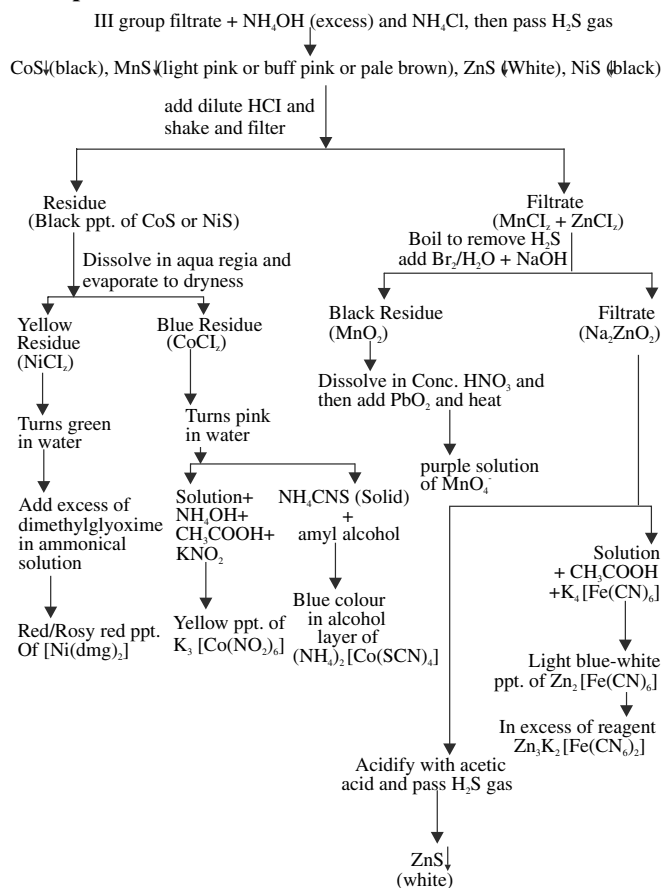 III group filtrate + NH₄OH (excess) and NH₄Cl, then pass H₂S gas
CoS↓(black), MnS↓(light pink or buff pink or pale brown), ZnS↓(White), NiS↓(black)
add dilute HCI and
shake and filter
Residue
(Black ppt. of CoS or NiS)
Dissolve in aqua regia and
evaporate to dryness
Yellow
Residue
(NiCI_z)
Turns green
in water
Add excess of
dimethylglyoxime
in ammonical
solution
Red/Rosy red ppt.
Of [Ni(dmg)₂]
Blue Residue
(CoCI_z)
Turns pink
in water
Solution+
NH₄OH+
CH₃COOH+
KNO₂
Yellow ppt. of
K₃ [Co(NO₂)₆]
NH₄CNS (Solid)
+
amyl alcohol
Blue colour
in alcohol
layer of
(NH₄)₂ [Co(SCN)₄]
Filtrate
(MnCI_z + ZnCI_z)
Boil to remove H₂S
add Br₂/H₂O + NaOH
Black Residue
(MnO₂)
Dissolve in Conc. HNO₃ and
then add PbO₂ and heat
purple solution
of MnO₄⁻
Filtrate
(Na₂ZnO₂)
Solution
+ CH₃COOH
+K₄ [Fe(CN)₆]
Light blue-white
ppt. of Zn₂ [Fe(CN)₆]
In excess of reagent
Zn₃K₂ [Fe(CN₆)₂]
Acidify with acetic
acid and pass H₂S gas
ZnS↓
(white)